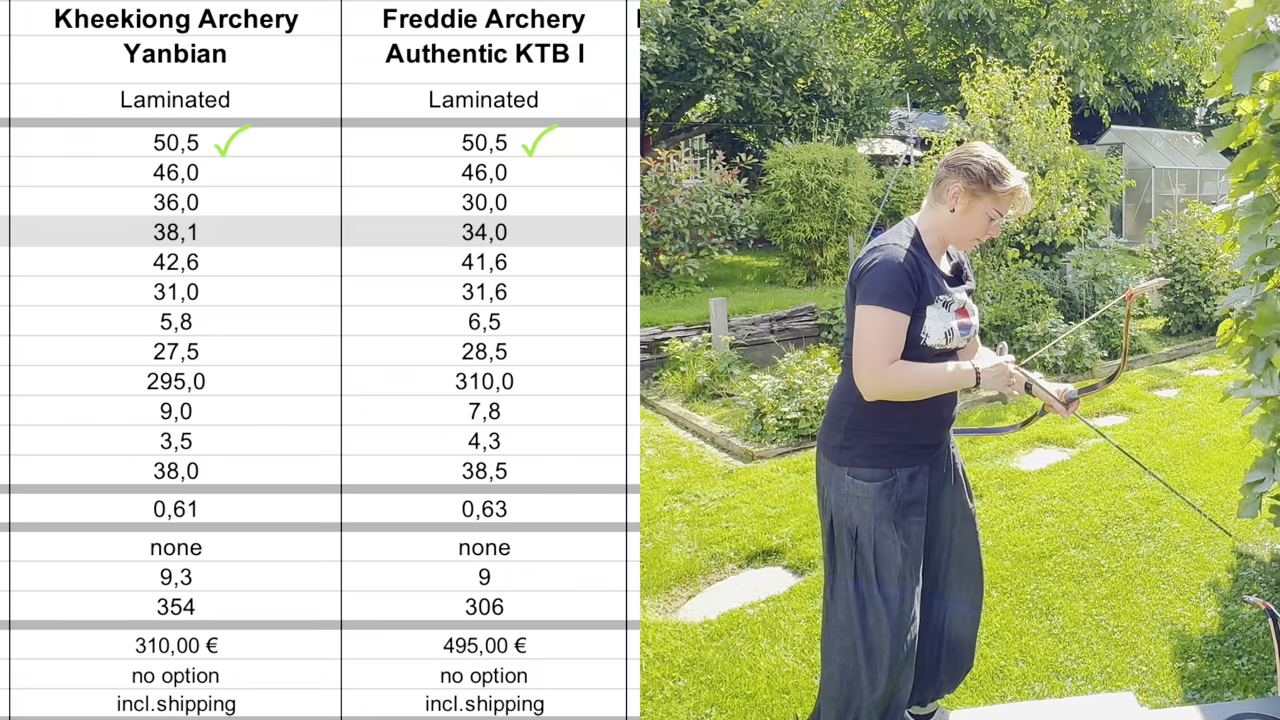 Kheekiong Archery Freddie Archery
Yanbian Authentic KTB I
Laminated Laminated
50,5 50,5
46,0 46,0
36,0 30,0
38,1 34,0
42,6 41,6
31,0 31,6
5,8 6,5
27,5 28,5
295,0 310,0
9,0 7,8
3,5 4,3
38,0 38,5
0,61 0,63
none none
9,3 9
354 306
310,00 € 495,00 €
no option no option
incl.shipping incl.shipping